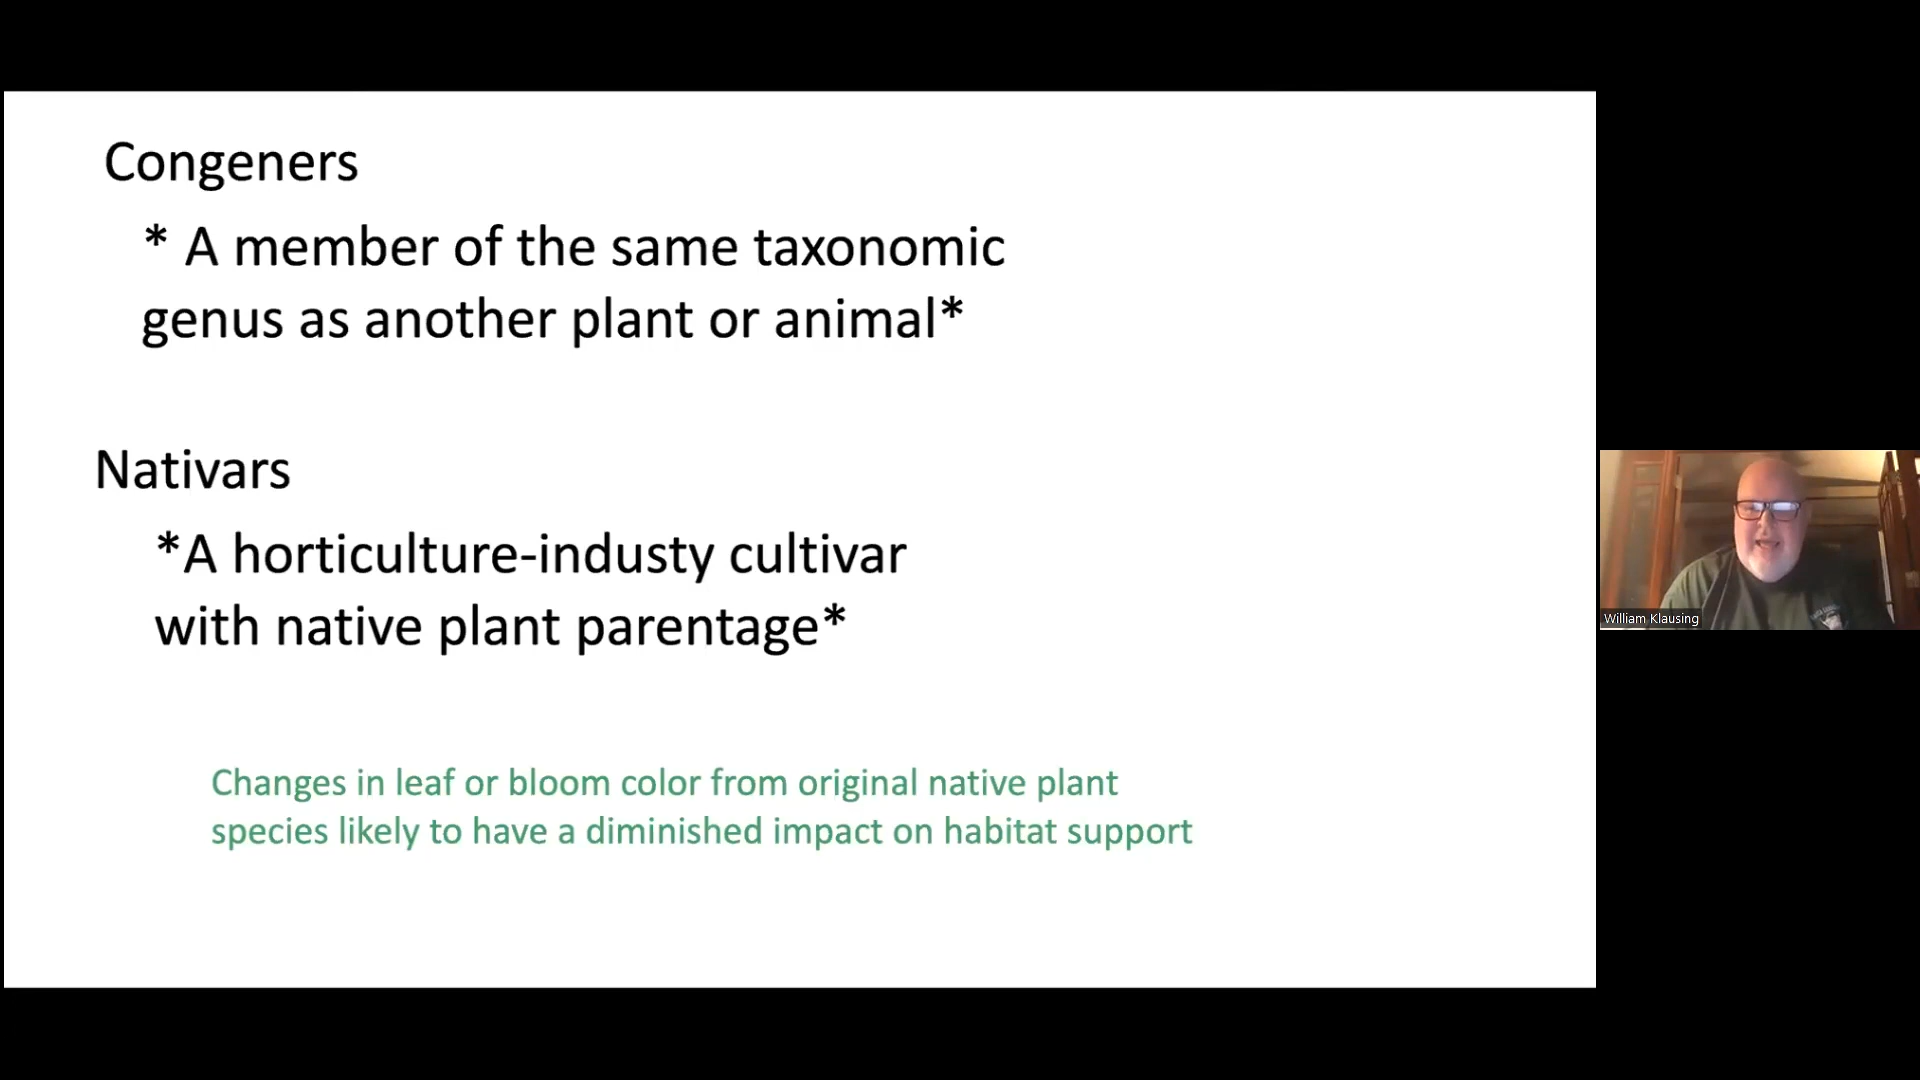 Congeners
* A member of the same taxonomic
genus as another plant or animal*
Nativars
*A horticulture-industy cultivar
with native plant parentage*
Changes in leaf or bloom color from original native plant
species likely to have a diminished impact on habitat support
William Klausing